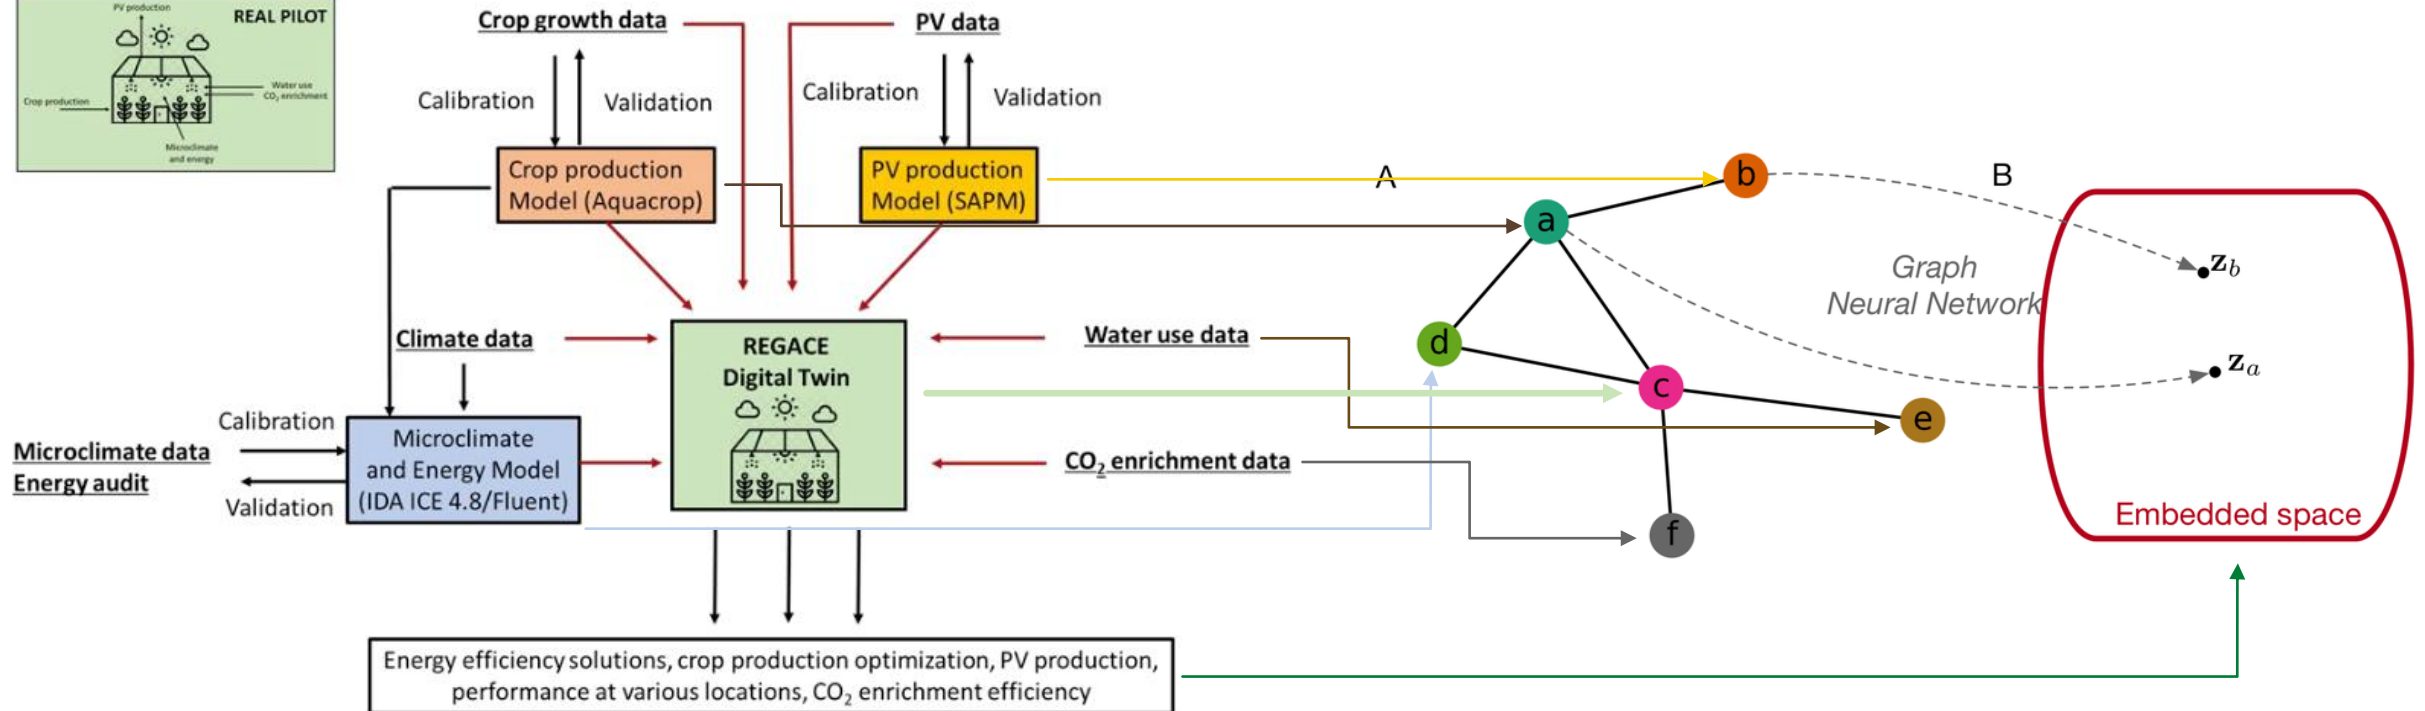 PV production
REAL PILOT
Water use
CO₂ enrichment
Crop production
Microclimate
and energy
Crop growth data
PV data
Calibration
Validation
Calibration
Validation
Crop production
Model (Aquacrop)
PV production
Model (SAPM)
A
b
B
a
Graph
Neural Network
z_b
z_a
Climate data
REGACE
Digital Twin
Water use data
d
c
e
Calibration
Microclimate data
Energy audit
Validation
Microclimate
and Energy Model
(IDA ICE 4.8/Fluent)
CO₂ enrichment data
f
Embedded space
Energy efficiency solutions, crop production optimization, PV production,
performance at various locations, CO₂ enrichment efficiency